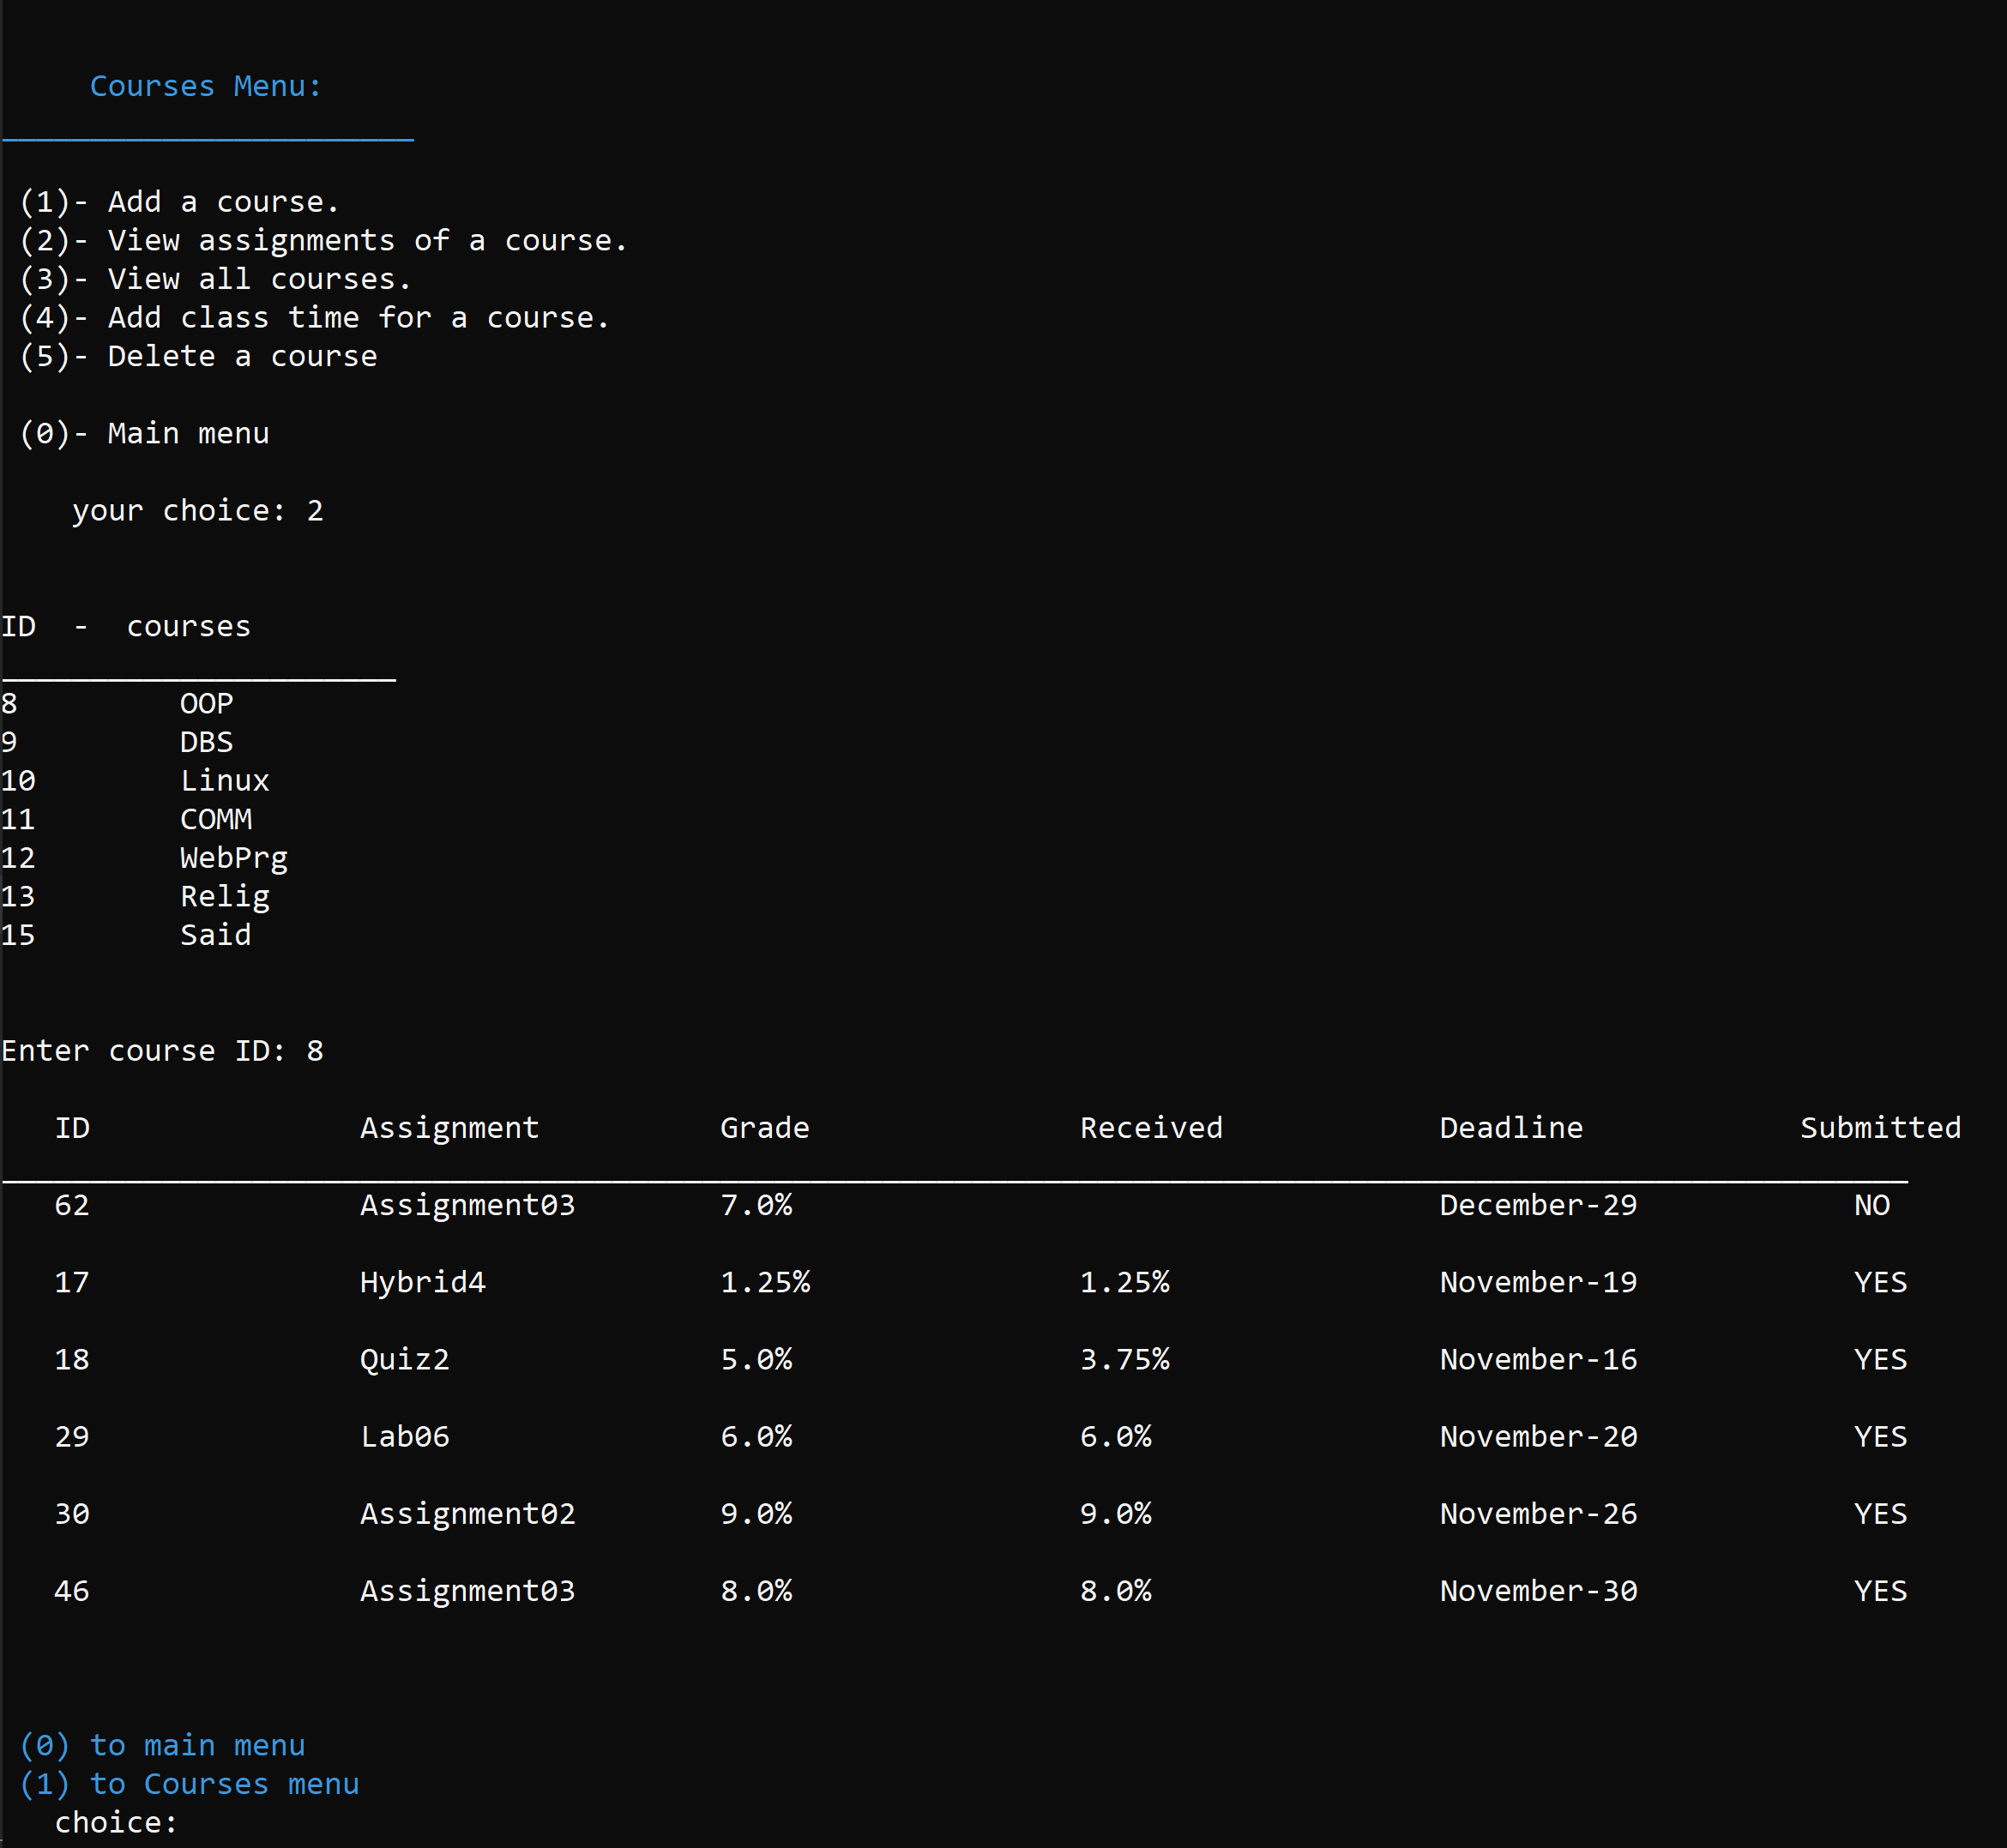 Courses Menu:
(1)- Add a course.
(2)- View assignments of a course.
(3)- View all courses.
(4)- Add class time for a course.
(5)- Delete a course
(0)- Main menu
your choice: 2
ID - courses
8 OOP
9 DBS
10 Linux
11 COMM
12 WebPrg
13 Relig
15 Said
Enter course ID: 8
ID Assignment Grade Received Deadline Submitted
62 Assignment03 7.0% December-29 NO
17 Hybrid4 1.25% 1.25% November-19 YES
18 Quiz2 5.0% 3.75% November-16 YES
29 Lab06 6.0% 6.0% November-20 YES
30 Assignment02 9.0% 9.0% November-26 YES
46 Assignment03 8.0% 8.0% November-30 YES
(0) to main menu
(1) to Courses menu
choice: